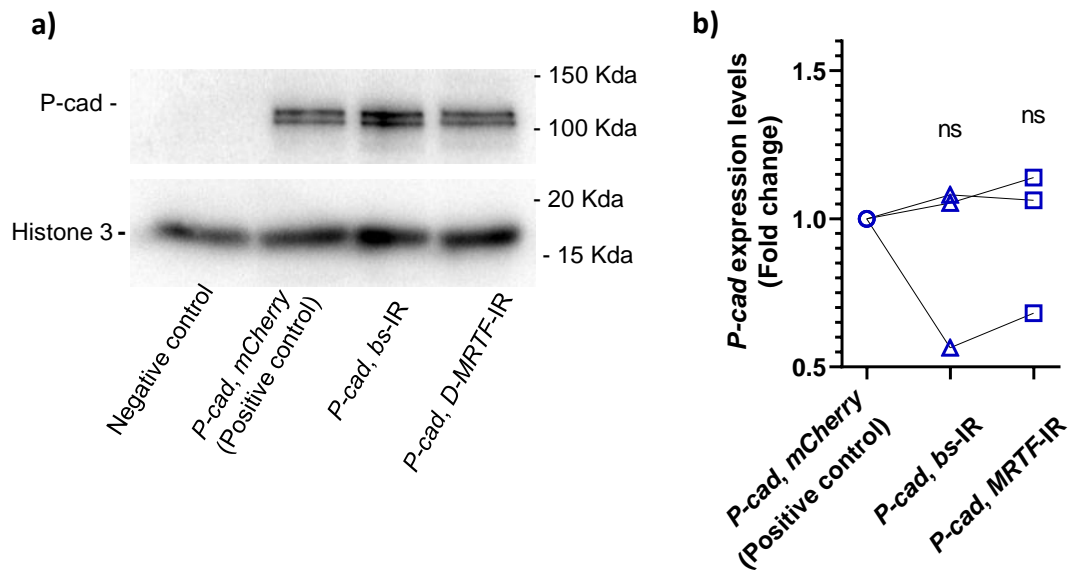 a)
P-cad -
- 150 Kda
- 100 Kda
Histone 3 -
- 20 Kda
- 15 Kda
Negative control
P-cad, mCherry
(Positive control)
P-cad, bs-IR
P-cad, D-MRTF-IR
b)
P-cad expression levels
(Fold change)
1.5
1.0
0.5
ns
ns
P-cad, mCherry
(Positive control)
P-cad, bs-IR
P-cad, MRTF-IR